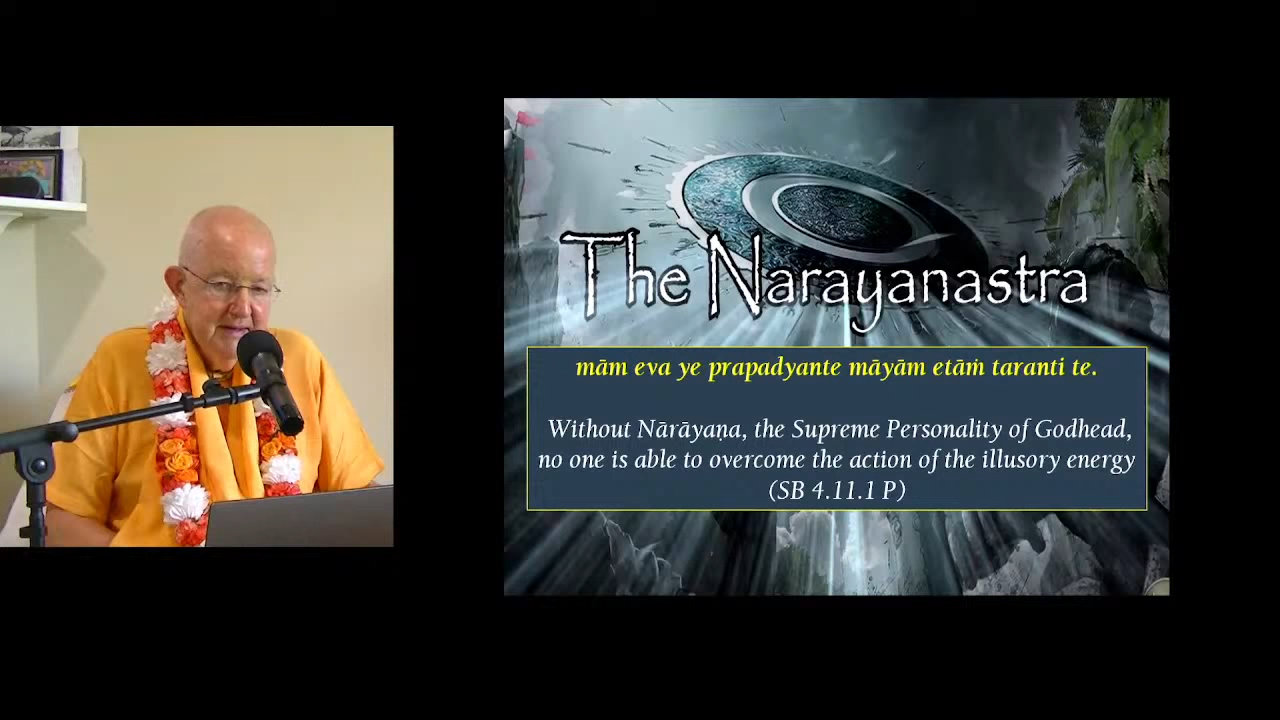 The Narayanastra
mām eva ye prapadyante māyām etāṁ taranti te.
Without Nārāyaṇa, the Supreme Personality of Godhead,
no one is able to overcome the action of the illusory energy
(SB 4.11.1 P)